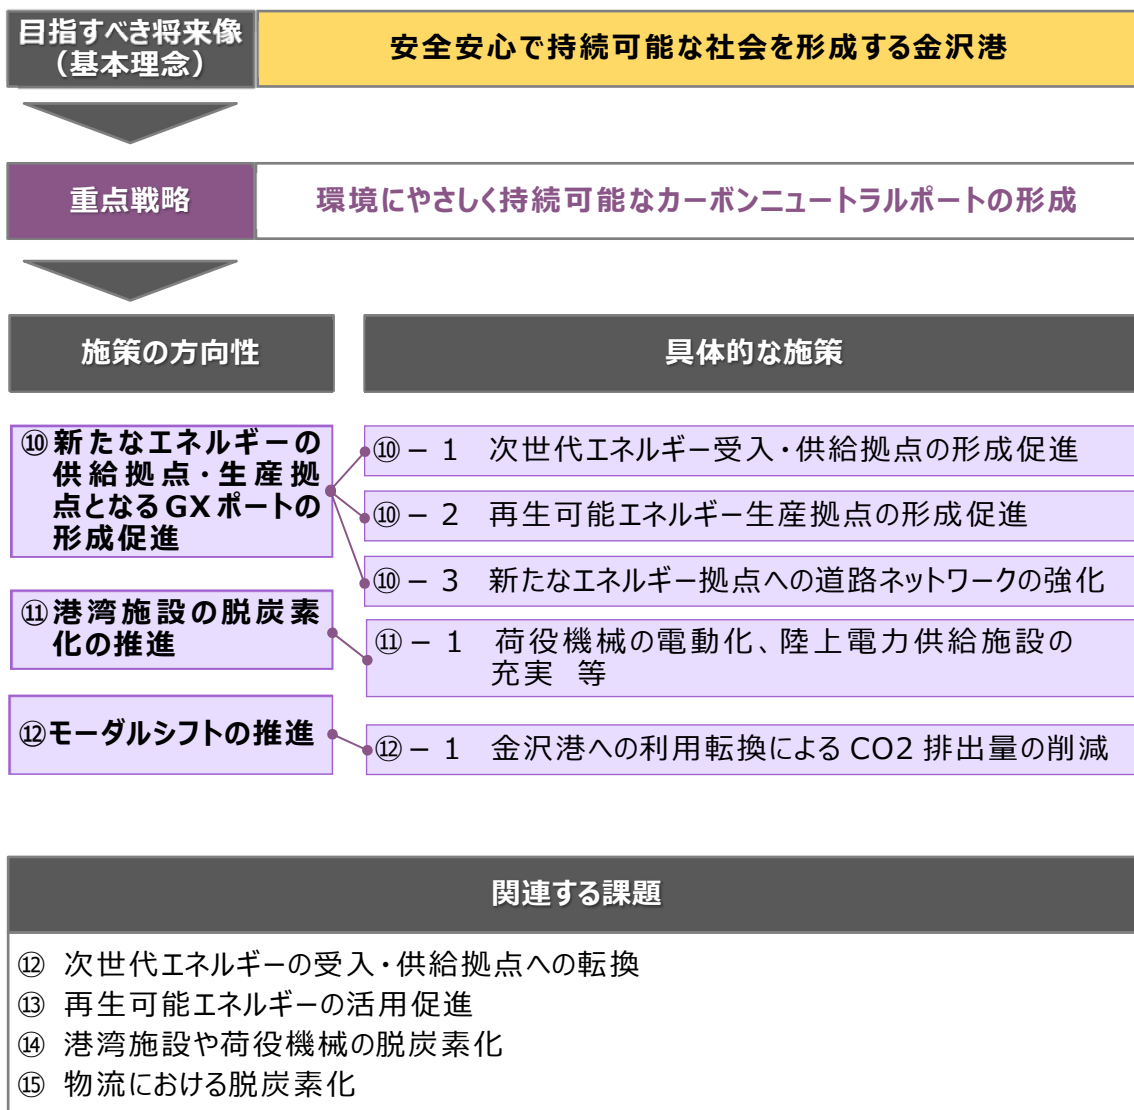 目指すべき将来像
（基本理念）
安全安心で持続可能な社会を形成する金沢港
重点戦略
環境にやさしく持続可能なカーボンニュートラルポートの形成
施策の方向性
具体的な施策
⑩新たなエネルギーの
供給拠点・生産拠
点となるGXポートの
形成促進
⑩－１ 次世代エネルギー受入・供給拠点の形成促進
⑩－２ 再生可能エネルギー生産拠点の形成促進
⑩－３ 新たなエネルギー拠点への道路ネットワークの強化
⑪港湾施設の脱炭素
化の推進
⑪－１ 荷役機械の電動化、陸上電力供給施設の
充実 等
⑫モーダルシフトの推進
⑫－１ 金沢港への利用転換によるCO2排出量の削減
関連する課題
⑫ 次世代エネルギーの受入・供給拠点への転換
⑬ 再生可能エネルギーの活用促進
⑭ 港湾施設や荷役機械の脱炭素化
⑮ 物流における脱炭素化